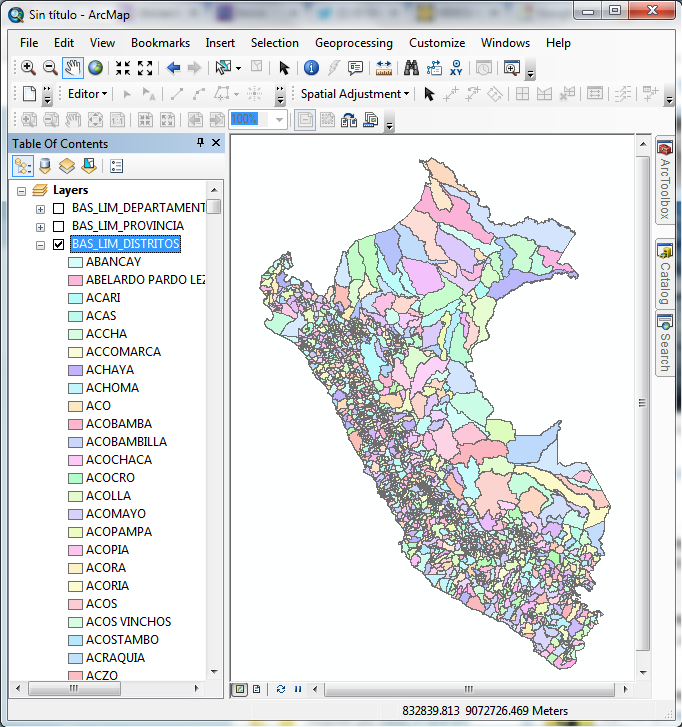 Sin título - ArcMap
File Edit View Bookmarks Insert Selection Geoprocessing Customize Windows Help
XY
Editor Spatial Adjustment
1:1 100%
Table Of Contents
Layers
BAS_LIM_DEPARTAMENT
BAS_LIM_PROVINCIA
BAS_LIM_DISTRITOS
ABANCAY
ABELARDO PARDO LEZ
ACARI
ACAS
ACCHA
ACCOMARCA
ACHAYA
ACHOMA
ACO
ACOBAMBA
ACOBAMBILLA
ACOCHACA
ACOCRO
ACOLLA
ACOMAYO
ACOPAMPA
ACOPIA
ACORA
ACORIA
ACOS
ACOS VINCHOS
ACOSTAMBO
ACRAQUIA
ACZO
ArcToolbox
Catalog
Search
832839.813 9072726.469 Meters